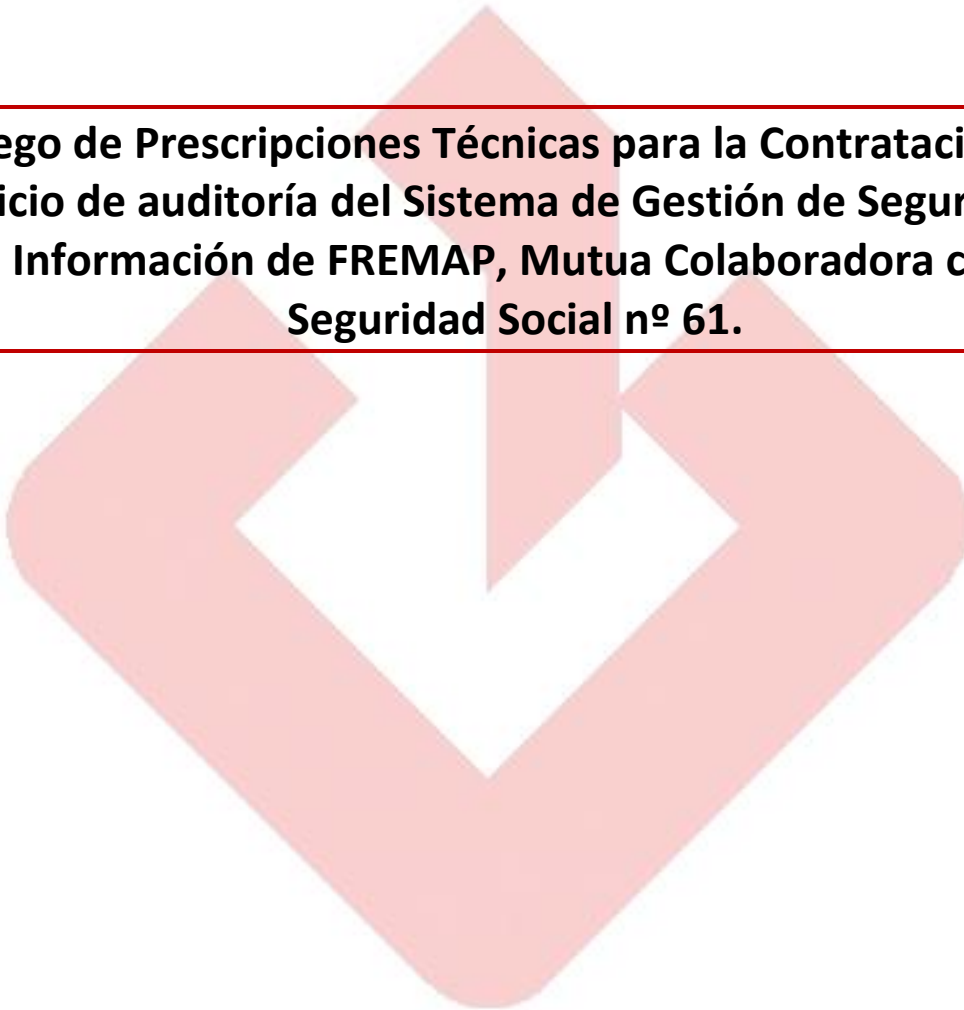 ego de Prescripciones Técnicas para la Contrataci
icio de auditoría del Sistema de Gestión de Segur
Información de FREMAP, Mutua Colaboradora c
Seguridad Social nº 61.